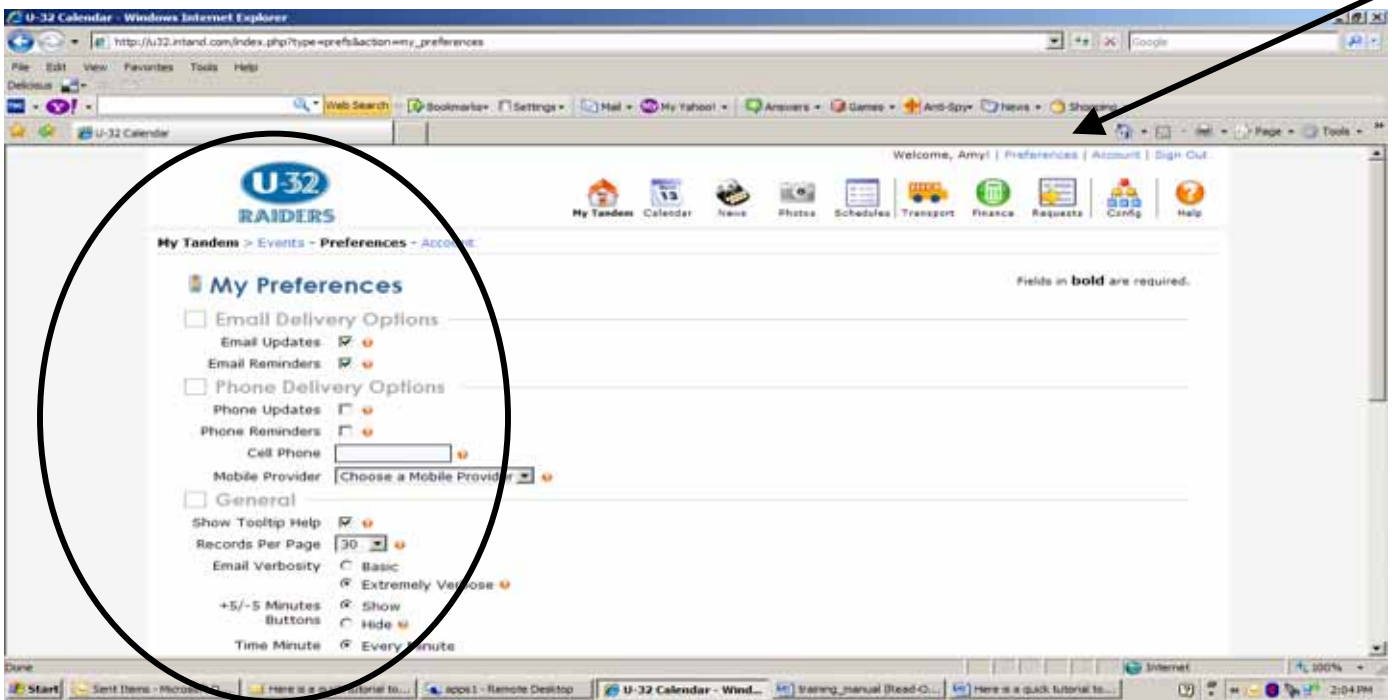 U-32 Calendar - Windows Internet Explorer
http://u32.intand.com/index.php?type=prefs&action=my_preferences
Google
File Edit View Favorites Tools Help
Delicious
Web Search Bookmarks Settings Mail My Yahoo! Answers Games Anti-Spy News Shopping
U-32 Calendar
Page Tools
Welcome, Amy! | Preferences | Account | Sign Out
U-32
RAIDERS
My Tandem Calendar News Photos Schedules Transport Finance Requests Config Help
My Tandem > Events - Preferences - Account
My Preferences
Fields in bold are required.
Email Delivery Options
Email Updates
Email Reminders
Phone Delivery Options
Phone Updates
Phone Reminders
Cell Phone
Mobile Provider Choose a Mobile Provider
General
Show Tooltip Help
Records Per Page 30
Email Verbosity Basic
Extremely Verbose
+5/-5 Minutes Show
Buttons Hide
Time Minute Every Minute
Done
Internet
100%
Start Sent Items - Microsoft O... Here is a quick tutorial to... apps1 - Remote Desktop U-32 Calendar - Wind... training_manual (Read-O... Here is a quick tutorial to... 2:04 PM